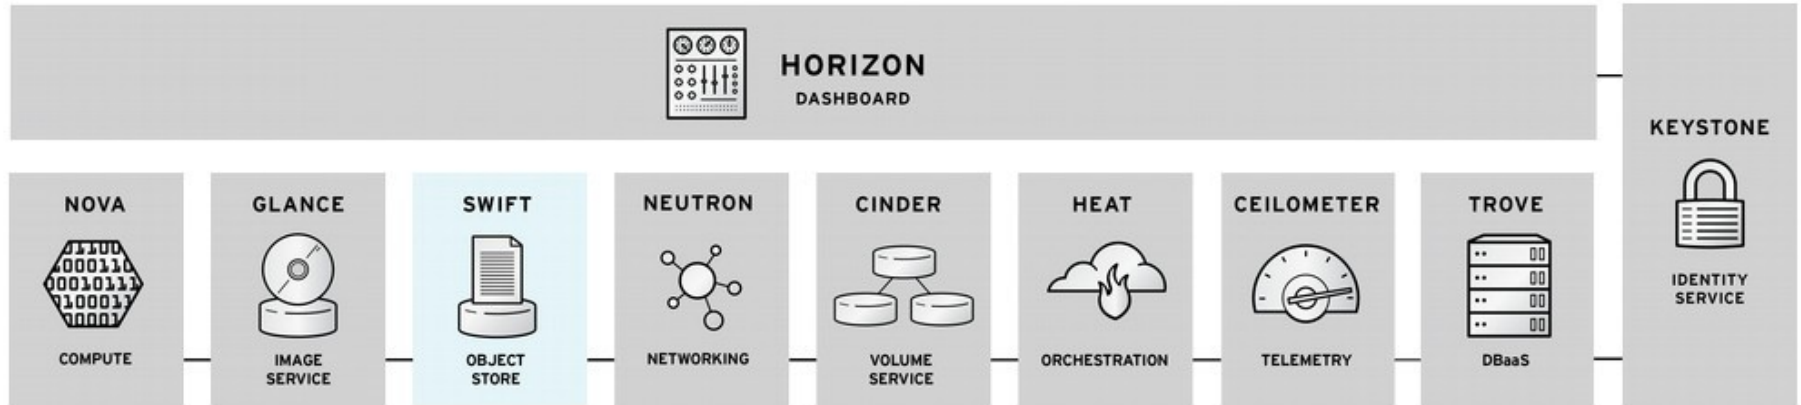 HORIZON
DASHBOARD
KEYSTONE
IDENTITY
SERVICE
NOVA
COMPUTE
GLANCE
IMAGE
SERVICE
SWIFT
OBJECT
STORE
NEUTRON
NETWORKING
CINDER
VOLUME
SERVICE
HEAT
ORCHESTRATION
CEILOMETER
TELEMETRY
TROVE
DBaaS